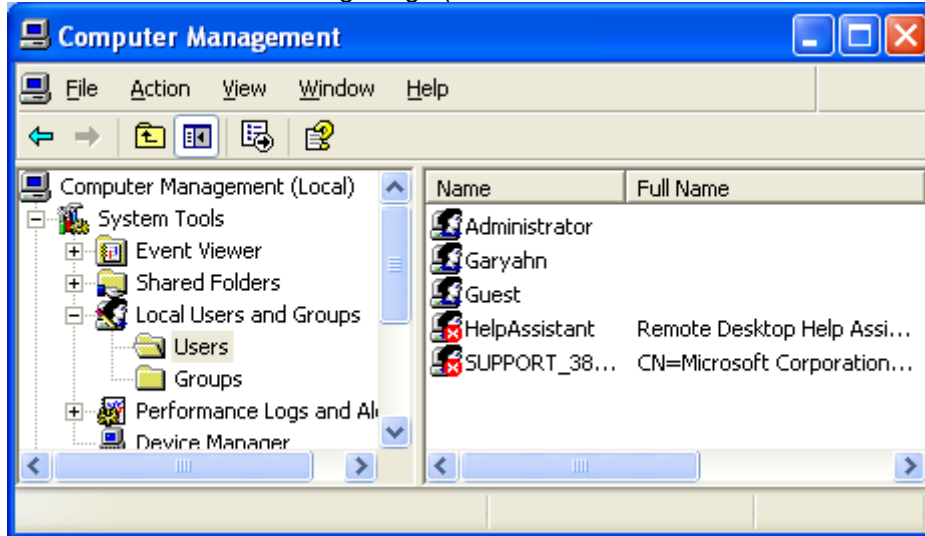 Computer Management
File Action View Window Help
Computer Management (Local)
System Tools
Event Viewer
Shared Folders
Local Users and Groups
Users
Groups
Performance Logs and Al
Device Manager
Name Full Name
Administrator
Garyahn
Guest
HelpAssistant Remote Desktop Help Assi...
SUPPORT_38... CN=Microsoft Corporation...